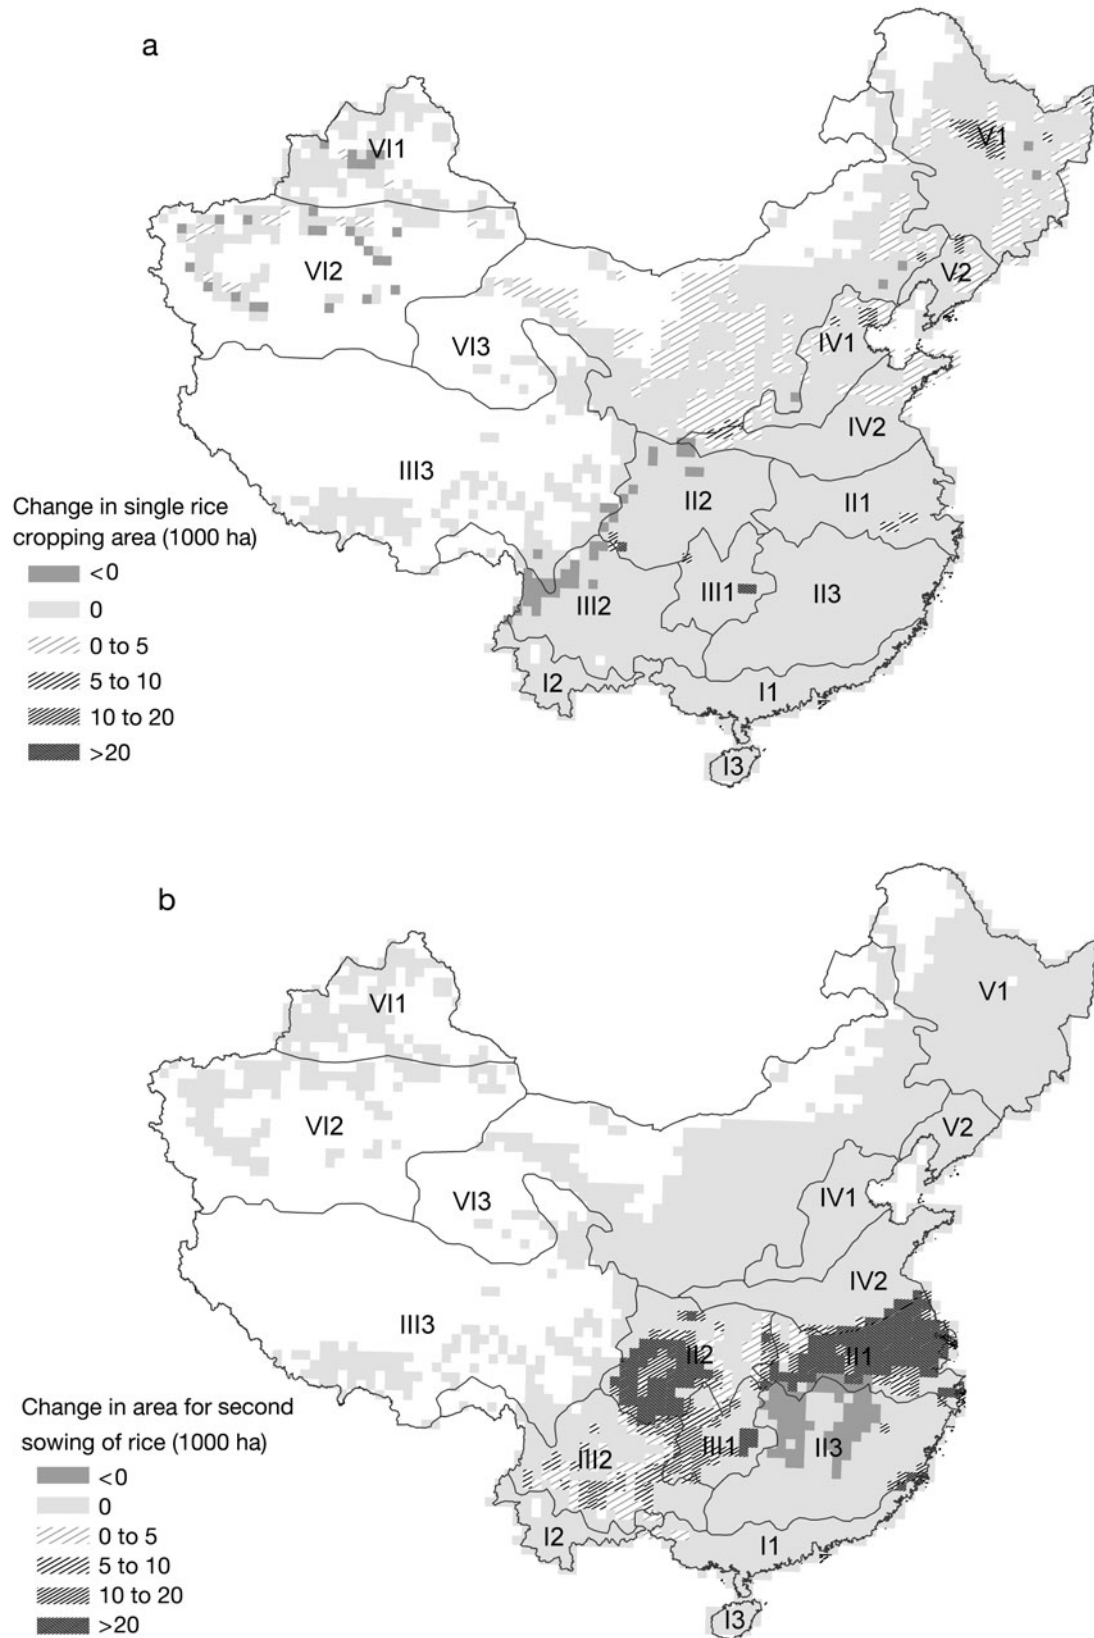 a
VI1
V1
VI2
V2
VI3
IV1
IV2
III3
II2
II1
III1
II3
III2
I2
I1
I3
Change in single rice
cropping area (1000 ha)
<0
0
0 to 5
5 to 10
10 to 20
>20
b
VI1
V1
VI2
V2
VI3
IV1
IV2
III3
II2
II1
III1
II3
III2
I2
I1
I3
Change in area for second
sowing of rice (1000 ha)
<0
0
0 to 5
5 to 10
10 to 20
>20